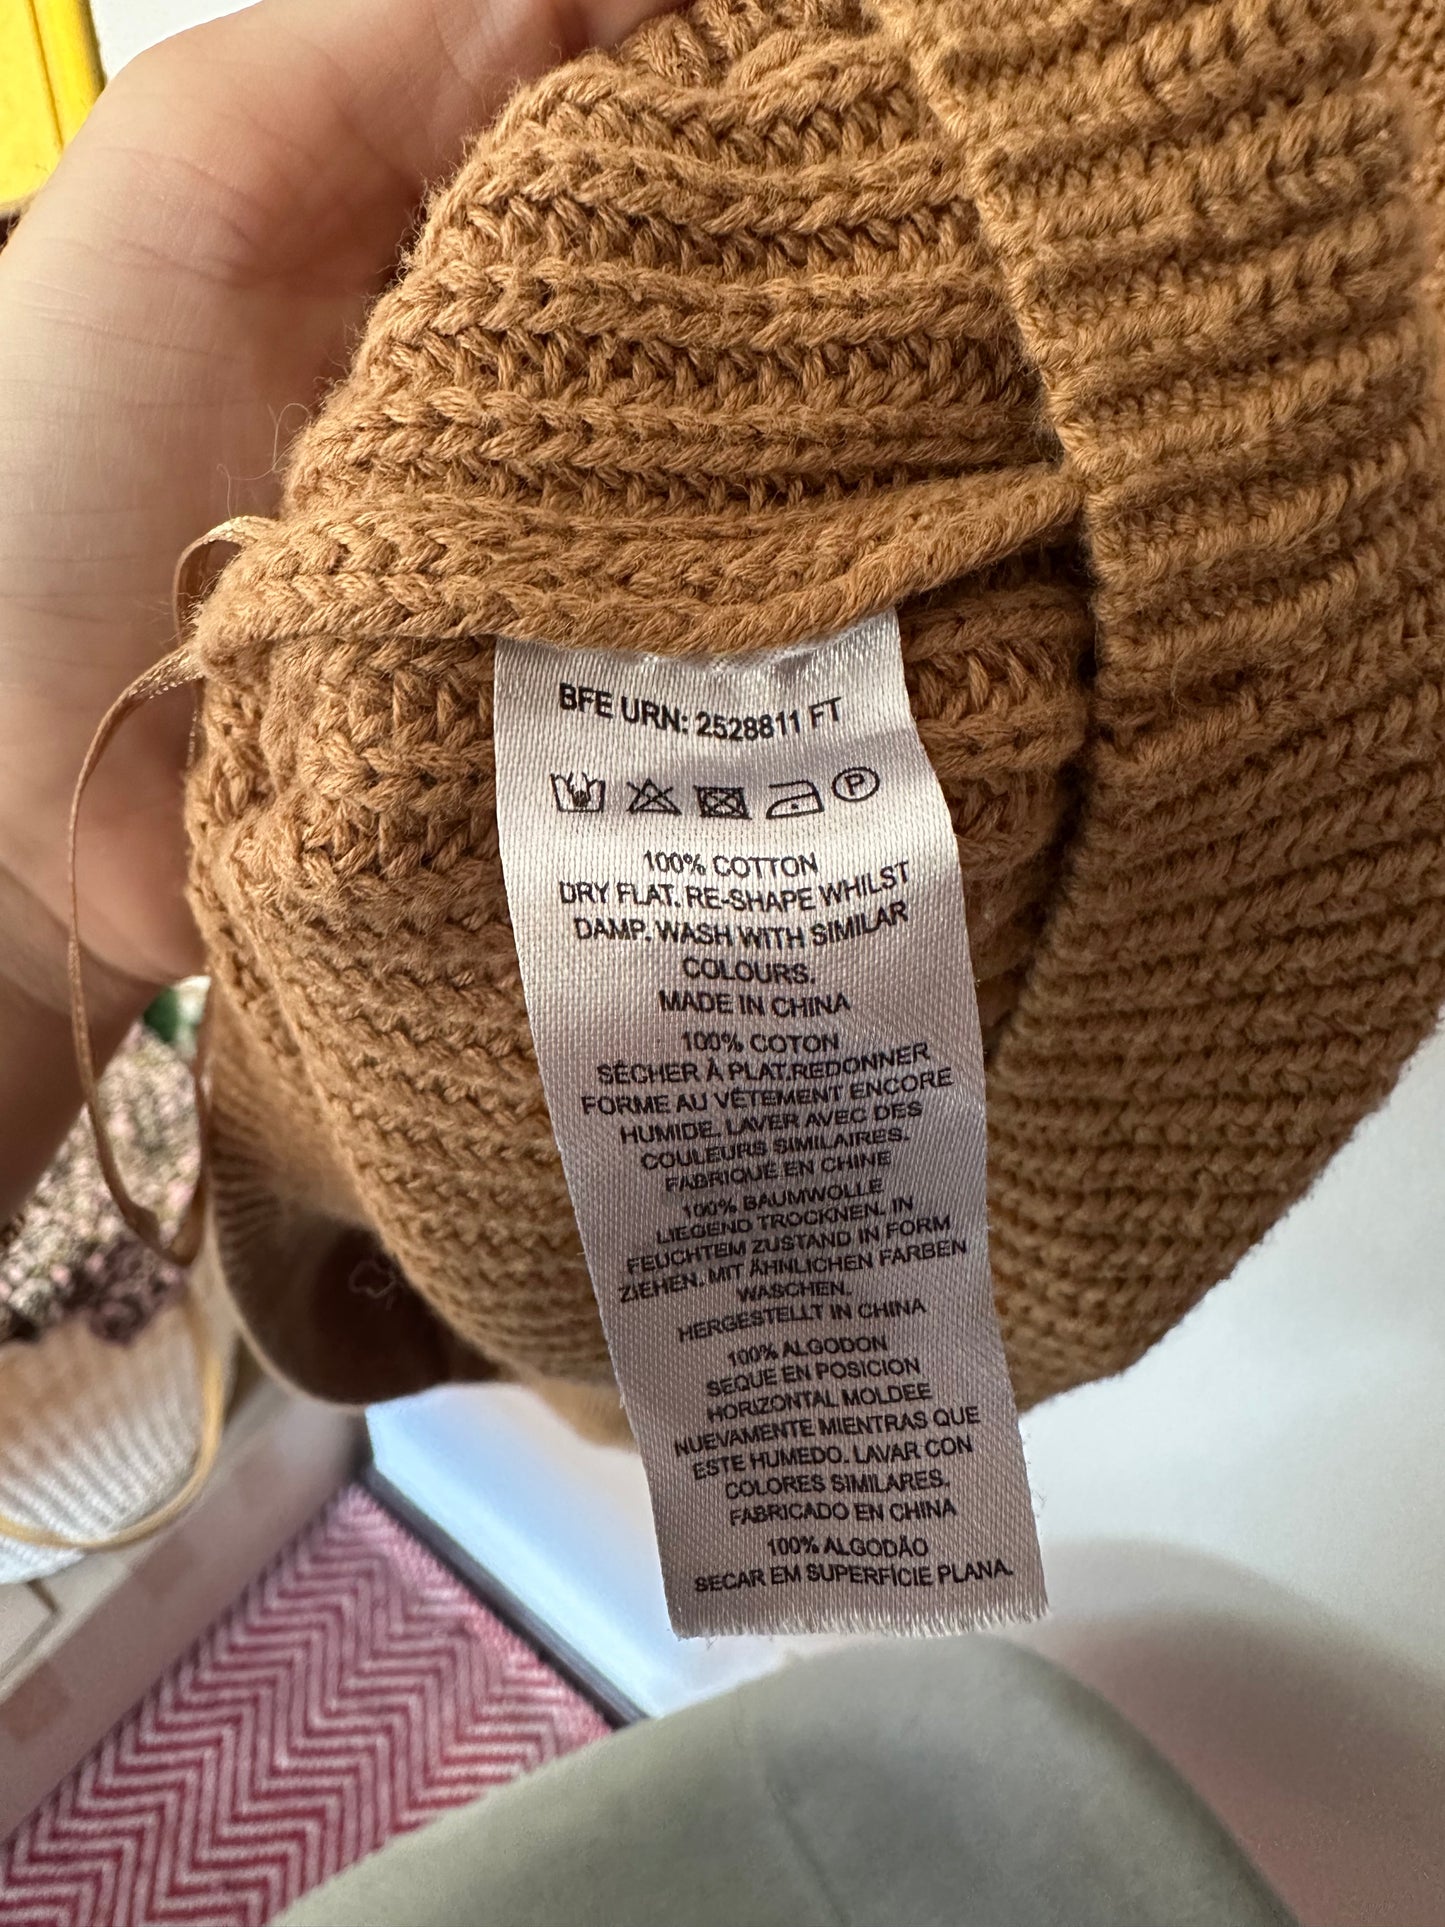 BFE URN: 2528811 FT
P
100% COTTON
DRY FLAT. RE-SHAPE WHILST
DAMP. WASH WITH SIMILAR
COLOURS.
MADE IN CHINA
100% COTON
SÉCHER À PLAT.REDONNER
FORME AU VÊTEMENT ENCORE
HUMIDE. LAVER AVEC DES
COULEURS SIMILAIRES.
FABRIQUÉ EN CHINE
100% BAUMWOLLE
LIEGEND TROCKNEN. IN
FEUCHTEM ZUSTAND IN FORM
ZIEHEN. MIT ÄHNLICHEN FARBEN
WASCHEN.
HERGESTELLT IN CHINA
100% ALGODON
SEQUE EN POSICION
HORIZONTAL MOLDEE
NUEVAMENTE MIENTRAS QUE
ESTE HUMEDO. LAVAR CON
COLORES SIMILARES.
FABRICADO EN CHINA
100% ALGODÃO
SECAR EM SUPERFÍCIE PLANA.